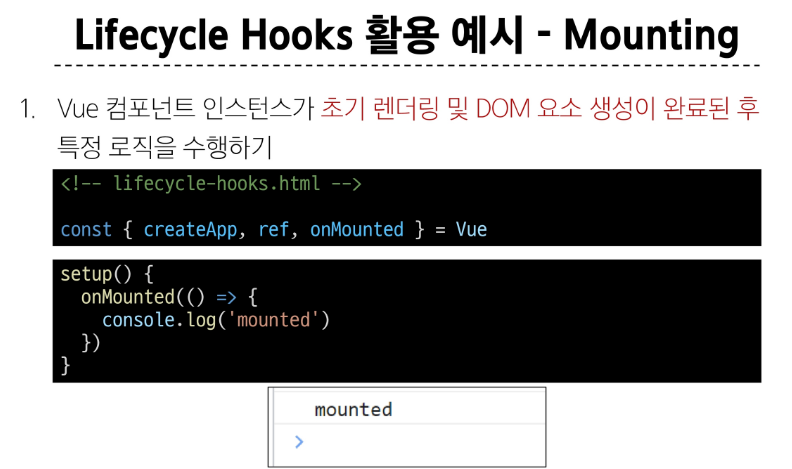 Lifecycle Hooks 활용 예시 - Mounting
1. Vue 컴포넌트 인스턴스가 초기 렌더링 및 DOM 요소 생성이 완료된 후
특정 로직을 수행하기
<!-- lifecycle-hooks.html -->
const { createApp, ref, onMounted } = Vue
setup() {
  onMounted(() => {
    console.log('mounted')
  })
}
mounted
>